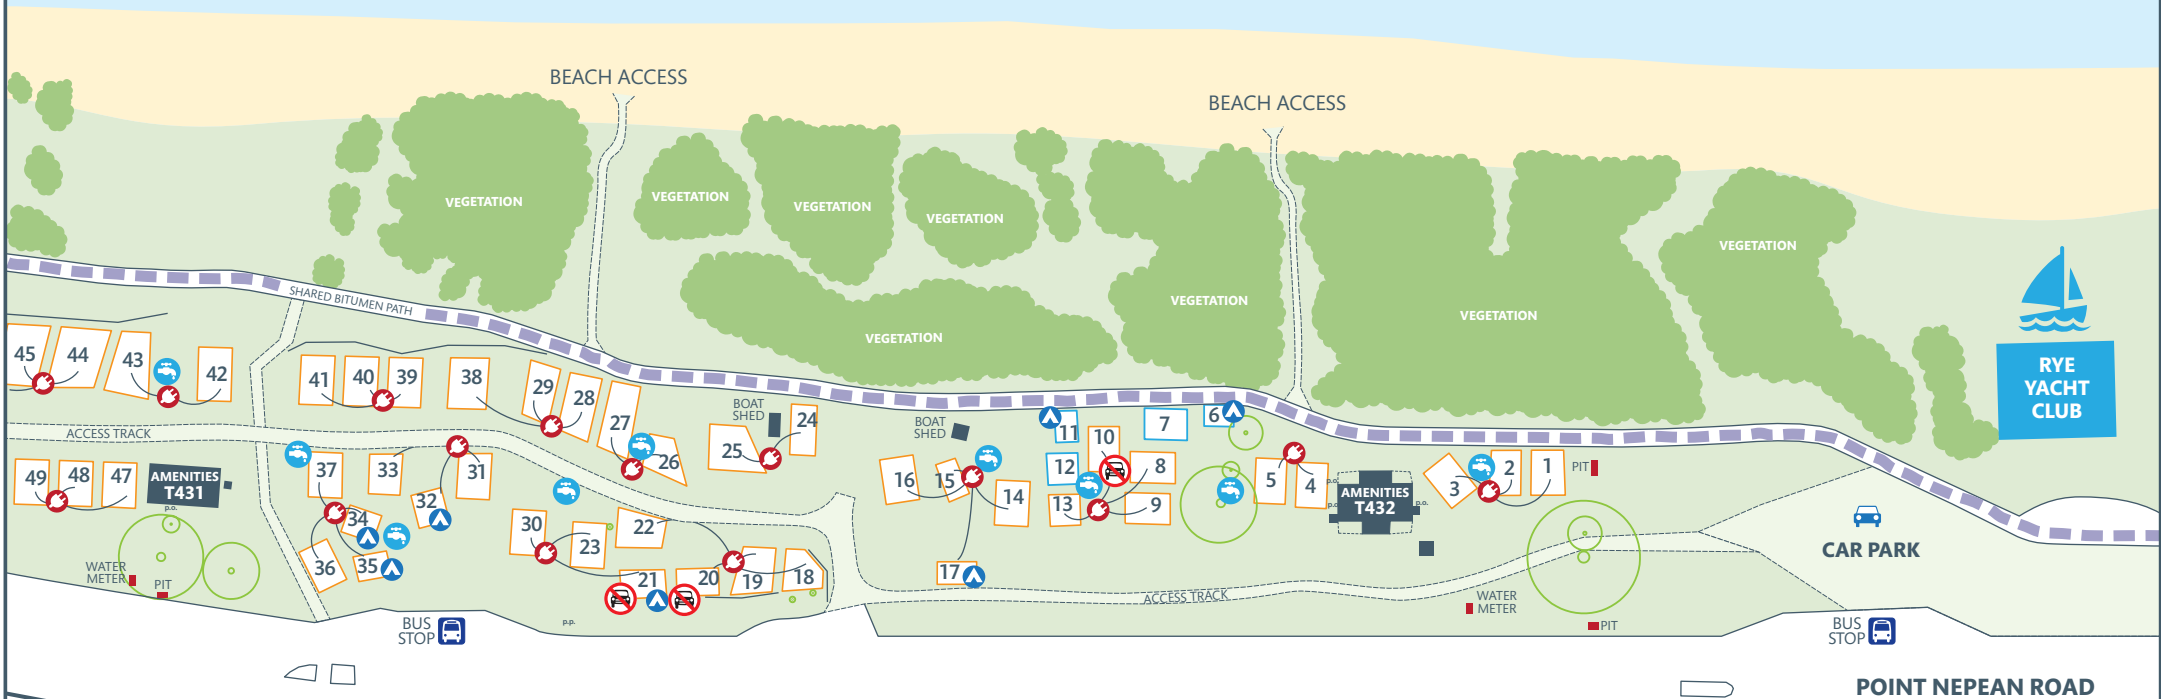 BEACH ACCESS
BEACH ACCESS
VEGETATION
VEGETATION
VEGETATION
VEGETATION
VEGETATION
VEGETATION
VEGETATION
VEGETATION
VEGETATION
SHARED BITUMEN PATH
RYE
YACHT
CLUB
45
44
43
42
41
40
39
38
29
28
27
26
25
BOAT
SHED
24
BOAT
SHED
11
10
7
6
ACCESS TRACK
49
48
47
AMENITIES
T431
p.o.
37
33
31
32
34
35
36
30
23
22
21
20
19
18
16
15
14
17
12
13
8
9
5
4
p.o.
p.o.
AMENITIES
T432
p.o.
3
2
1
PIT
CAR PARK
WATER
METER
PIT
ACCESS TRACK
WATER
METER
PIT
p.p.
BUS
STOP
BUS
STOP
POINT NEPEAN ROAD